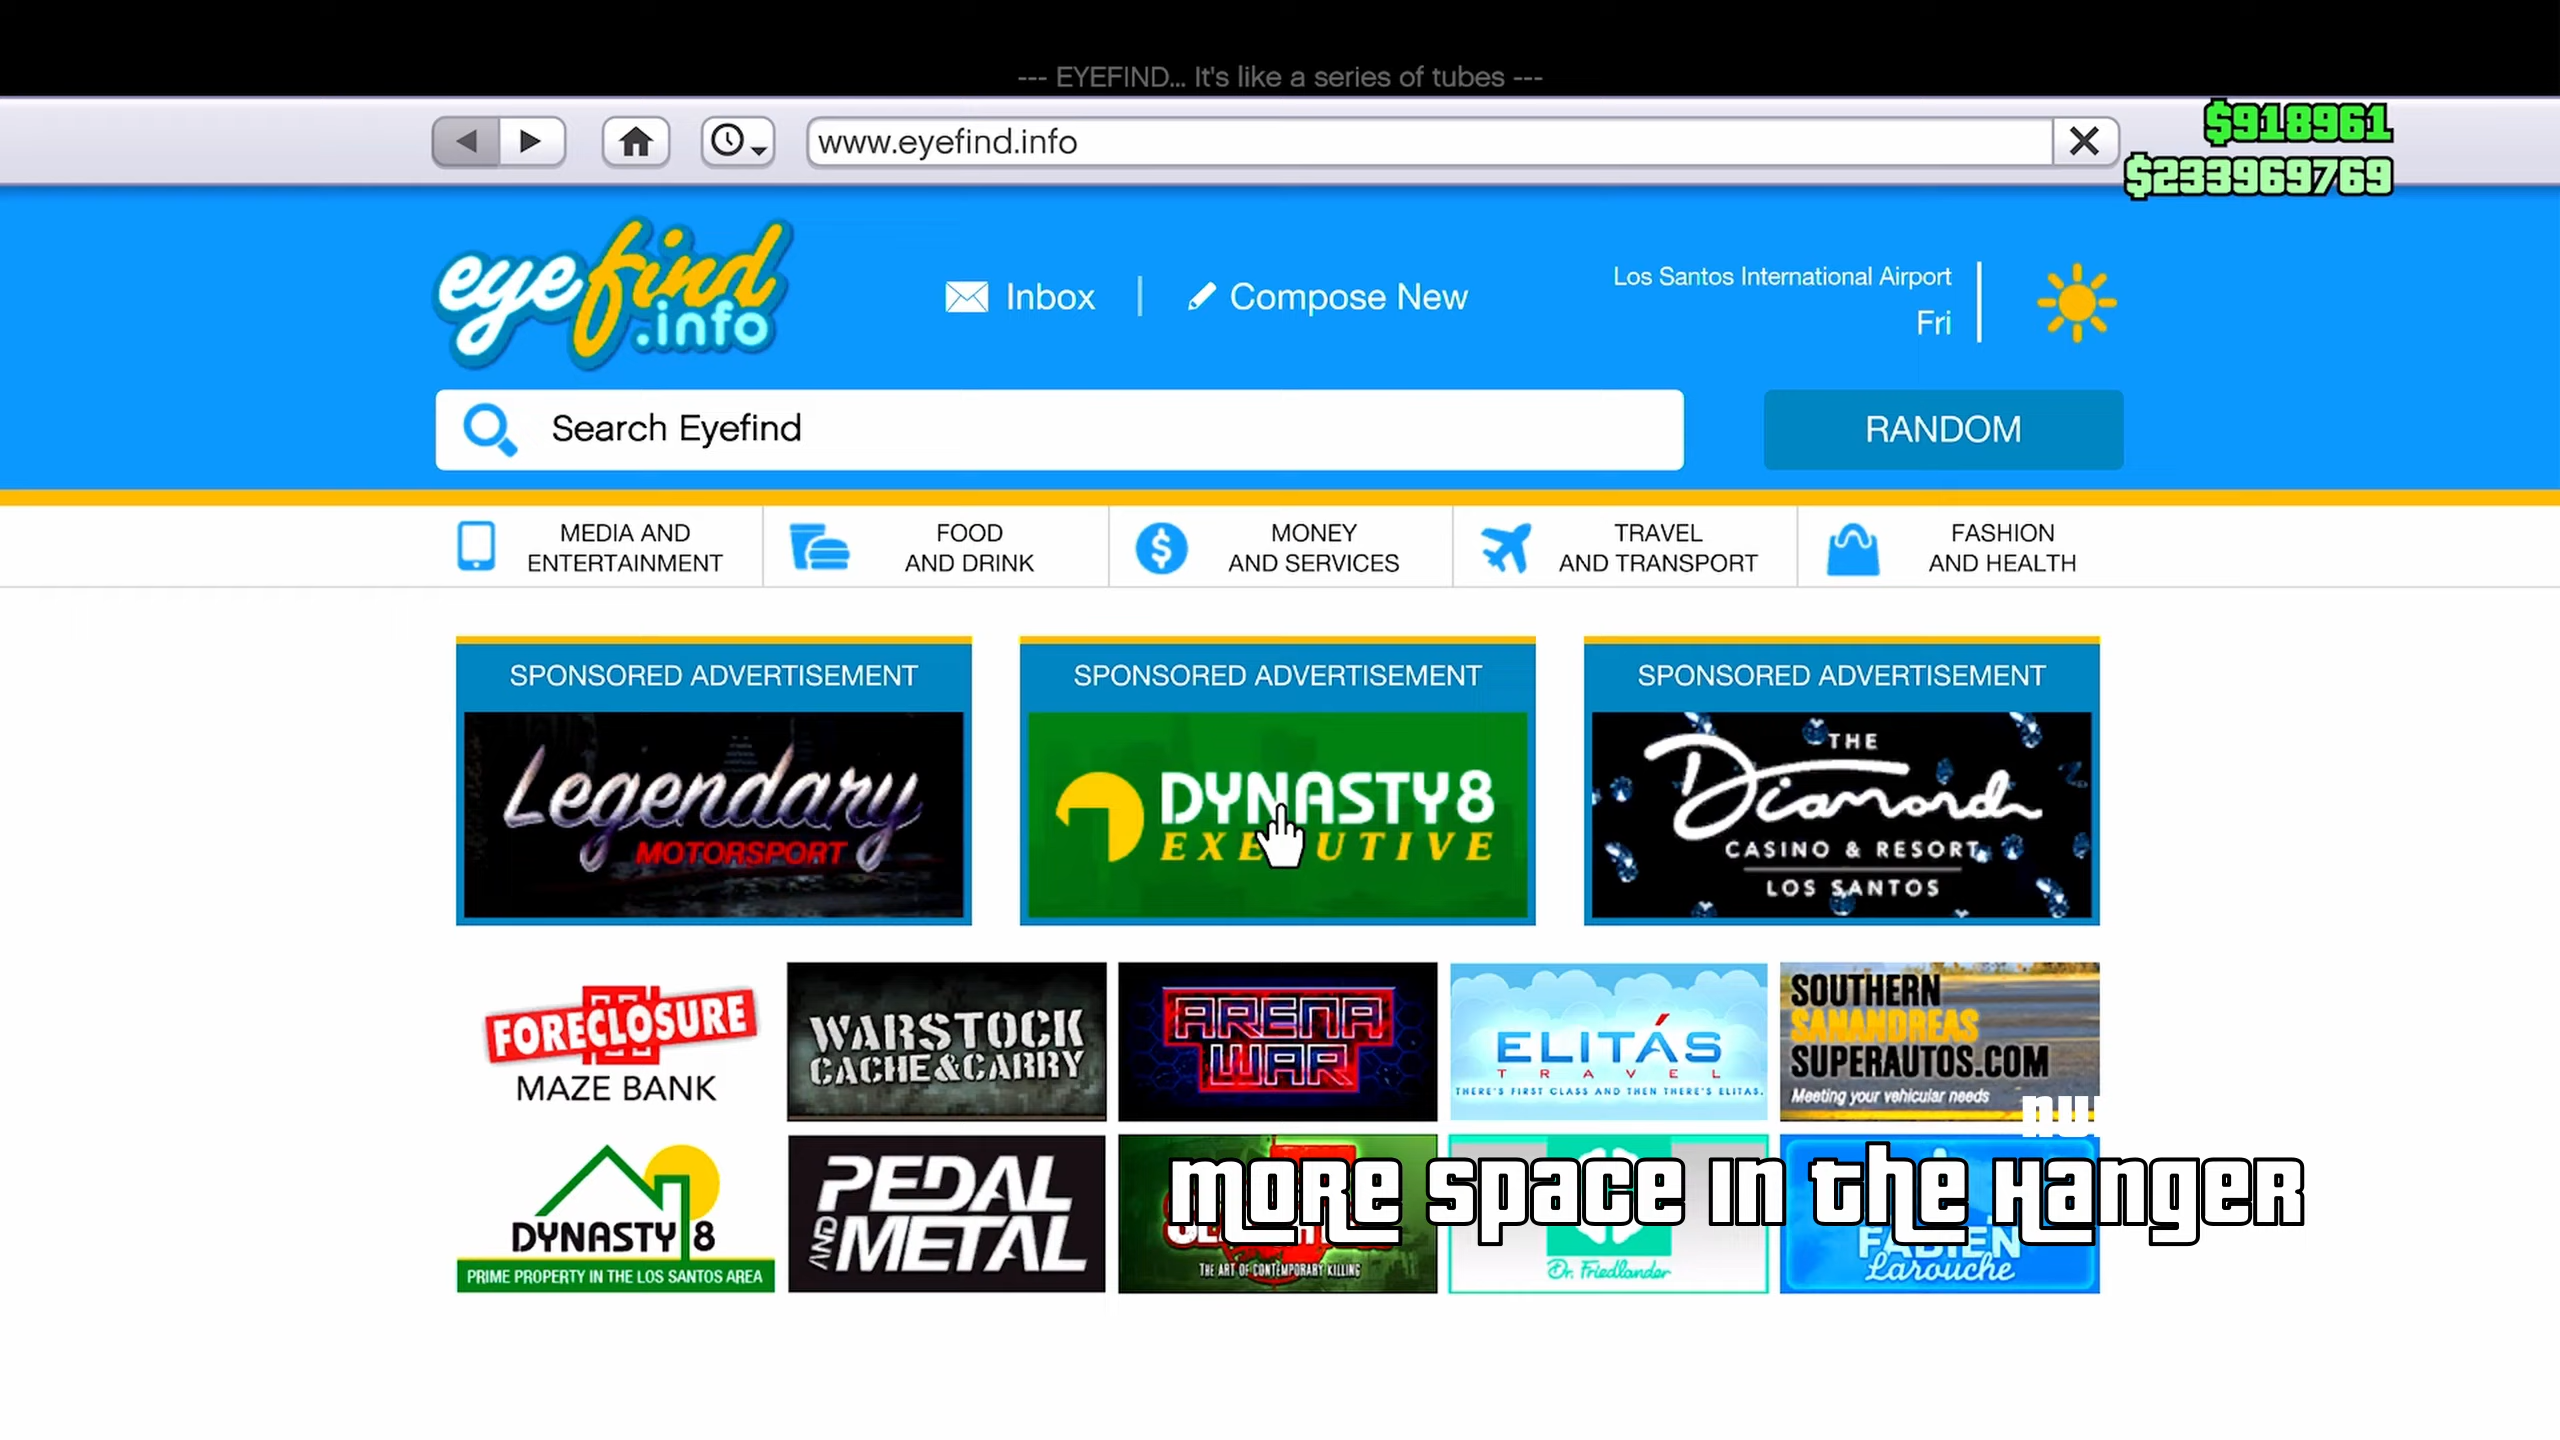 --- EYEFIND... It's like a series of tubes ---
www.eyefind.info
$918961
$233969769
eyefind
.info
Inbox
Compose New
Los Santos International Airport
Fri
Search Eyefind
RANDOM
MEDIA AND
ENTERTAINMENT
FOOD
AND DRINK
MONEY
AND SERVICES
TRAVEL
AND TRANSPORT
FASHION
AND HEALTH
SPONSORED ADVERTISEMENT
Legendary
MOTORSPORT
SPONSORED ADVERTISEMENT
DYNASTY 8
EXECUTIVE
SPONSORED ADVERTISEMENT
THE
Diamond
CASINO & RESORT
LOS SANTOS
FORECLOSURE
MAZE BANK
WARSTOCK
CACHE & CARRY
ARENA
WAR
ELITÁS
TRAVEL
THERE'S FIRST CLASS AND THEN THERE'S ELITAS.
SOUTHERN
SANANDREAS
SUPERAUTOS.COM
Meeting your vehicular needs
DYNASTY 8
PRIME PROPERTY IN THE LOS SANTOS AREA
PEDAL
AND METAL
THE ART OF CONTEMPORARY KILLING
Dr. Friedlander
FABIEN
Larouche
more space in the Hanger